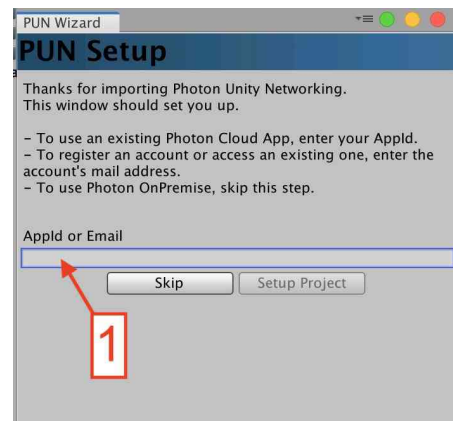 PUN Wizard
PUN Setup
Thanks for importing Photon Unity Networking.
This window should set you up.
– To use an existing Photon Cloud App, enter your AppId.
– To register an account or access an existing one, enter the
account's mail address.
– To use Photon OnPremise, skip this step.
AppId or Email
Skip
Setup Project
1